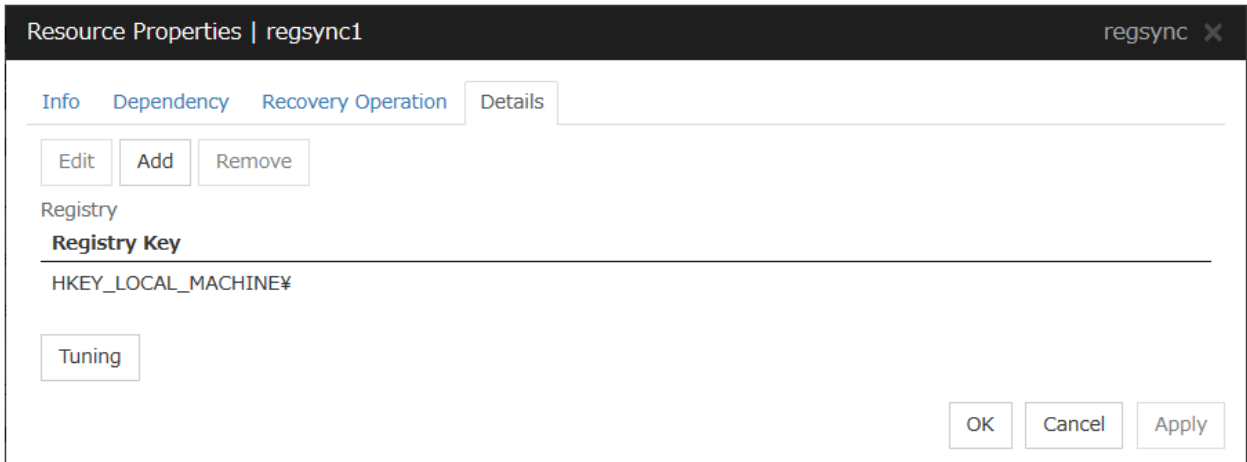 Resource Properties | regsync1 regsync ×
Info Dependency Recovery Operation Details
Edit Add Remove
Registry
Registry Key
HKEY_LOCAL_MACHINE¥
Tuning
OK Cancel Apply